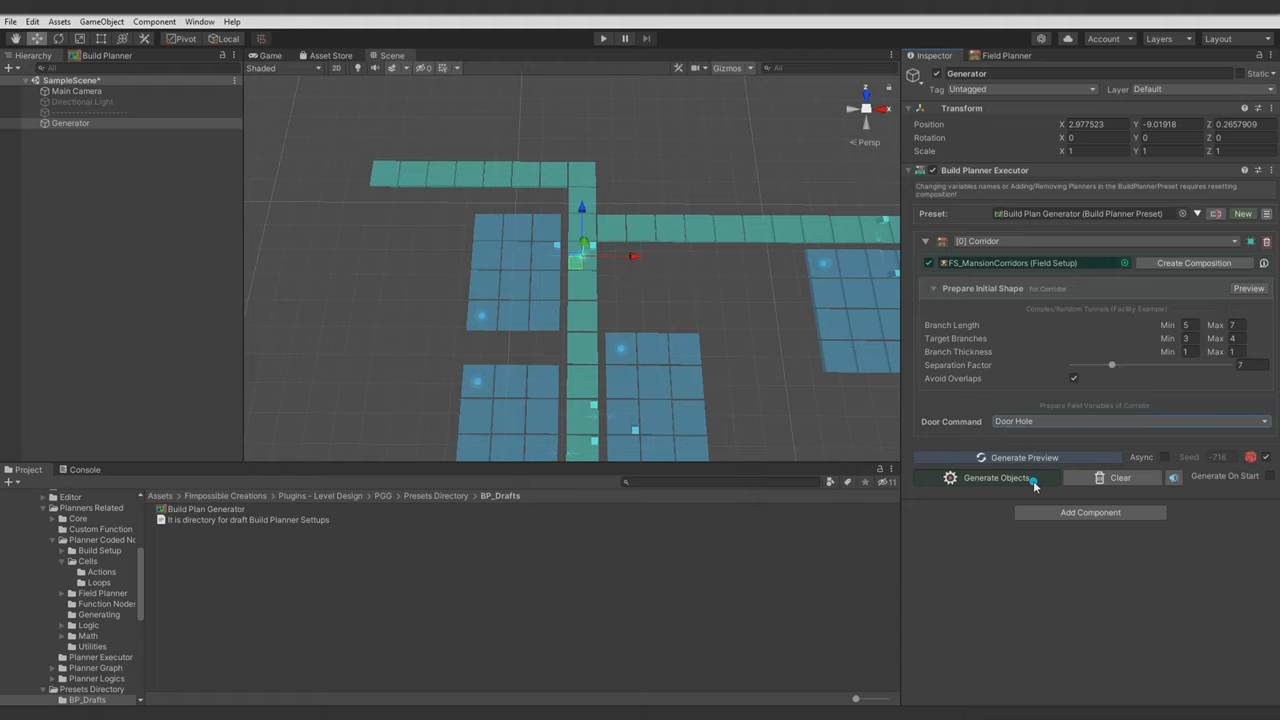 File Edit Assets GameObject Component Window Help
Pivot Local Account Layers Layout
Hierarchy Build Planner Game Asset Store Scene Inspector Field Planner
All Shaded 2D 0 Gizmos All Generator Static
SampleScene*
Main Camera
Directional Light
--------------------
Generator
z
x
Persp
Tag Untagged Layer Default
Transform
Position X 2.977523 Y -9.01918 Z 0.2657909
Rotation X 0 Y 0 Z 0
Scale X 1 Y 1 Z 1
Build Planner Executor
Changing variables names or Adding/Removing Planners in the BuildPlannerPreset requires resetting
composition!
Preset: Build Plan Generator (Build Planner Preset) New
[0] Corridor
FS_MansionCorridors (Field Setup) Create Composition
Prepare Initial Shape for Corridor Preview
Complex/Random Tunnels (Facility Example)
Branch Length Min 5 Max 7
Target Branches Min 3 Max 4
Branch Thickness Min 1 Max 1
Separation Factor 7
Avoid Overlaps
Prepare Field Variables of Corridor
Door Command Door Hole
Generate Preview Async Seed -716
Generate Objects Clear Generate On Start
Add Component
Project Console
11
Editor
Planners Related
Core
Custom Function
Planner Coded No
Build Setup
Cells
Actions
Loops
Field Planner
Function Nodes
Generating
Logic
Math
Utilities
Planner Executor
Planner Graph
Planner Logics
Presets Directory
BP_Drafts
Assets > FImpossible Creations > Plugins - Level Design > PGG > Presets Directory > BP_Drafts
Build Plan Generator
It is directory for draft Build Planner Settups